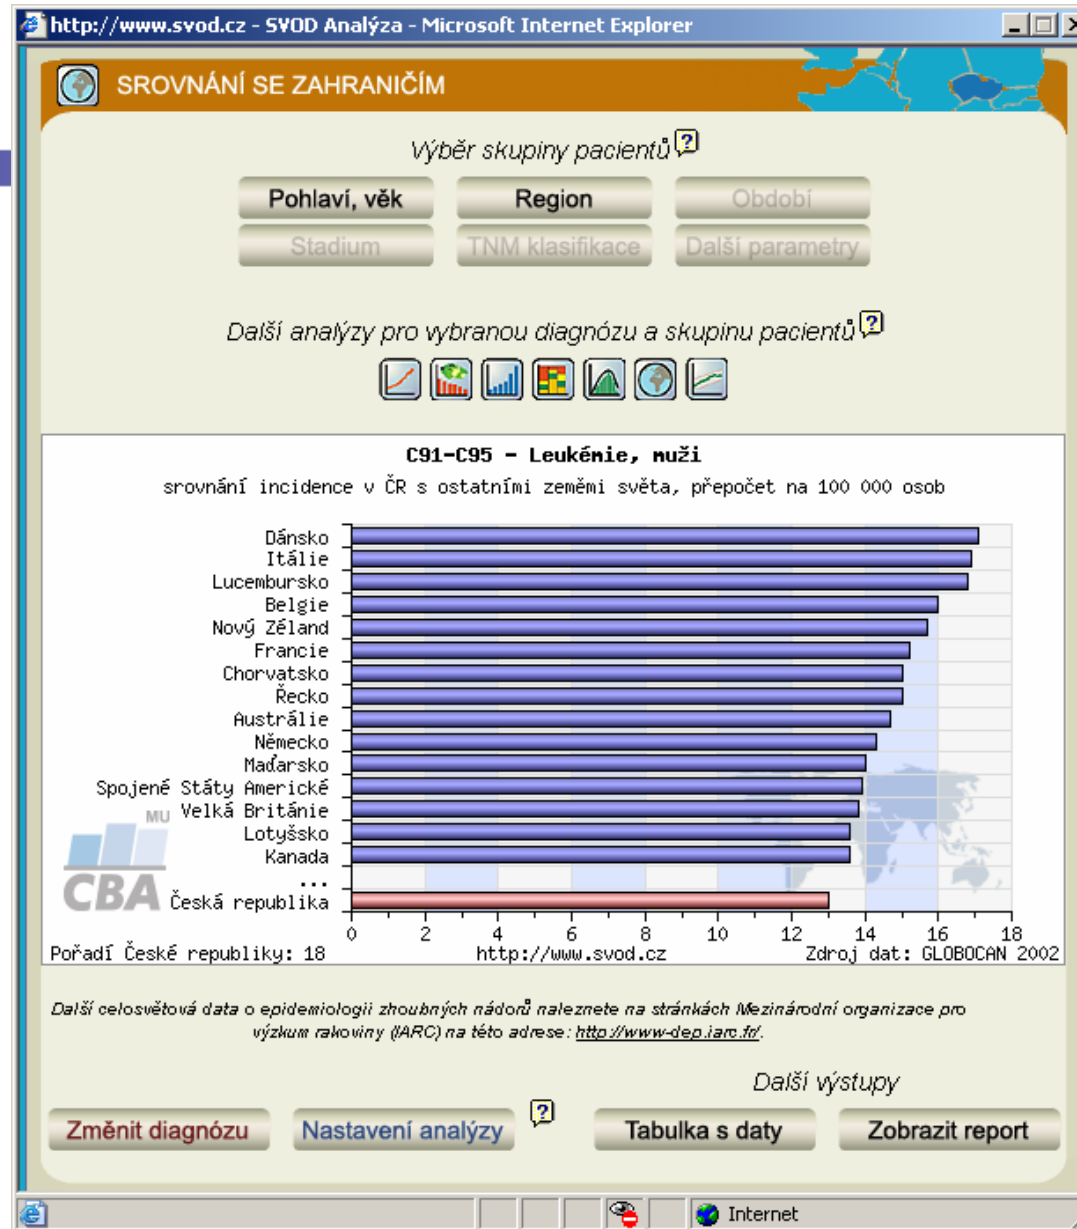 http://www.svod.cz - SVOD Analýza - Microsoft Internet Explorer
SROVNÁNÍ SE ZAHRANIČÍM
Výběr skupiny pacientů ?
Pohlaví, věk Region Období
Stadium TNM klasifikace Další parametry
Další analýzy pro vybranou diagnózu a skupinu pacientů ?
C91-C95 - Leukémie, muži
srovnání incidence v ČR s ostatními zeměmi světa, přepočet na 100 000 osob
Dánsko
Itálie
Lucembursko
Belgie
Nový Zéland
Francie
Chorvatsko
Řecko
Austrálie
Německo
Maďarsko
Spojené Státy Americké
MU Velká Británie
Lotyšsko
Kanada
...
CBA Česká republika
0 2 4 6 8 10 12 14 16 18
Pořadí České republiky: 18 http://www.svod.cz Zdroj dat: GLOBOCAN 2002
Další celosvětová data o epidemiologii zhoubných nádorů naleznete na stránkách Mezinárodní organizace pro
výzkum rakoviny (IARC) na této adrese: http://www-dep.iarc.fr/.
Další výstupy
Změnit diagnózu Nastavení analýzy ? Tabulka s daty Zobrazit report
Internet